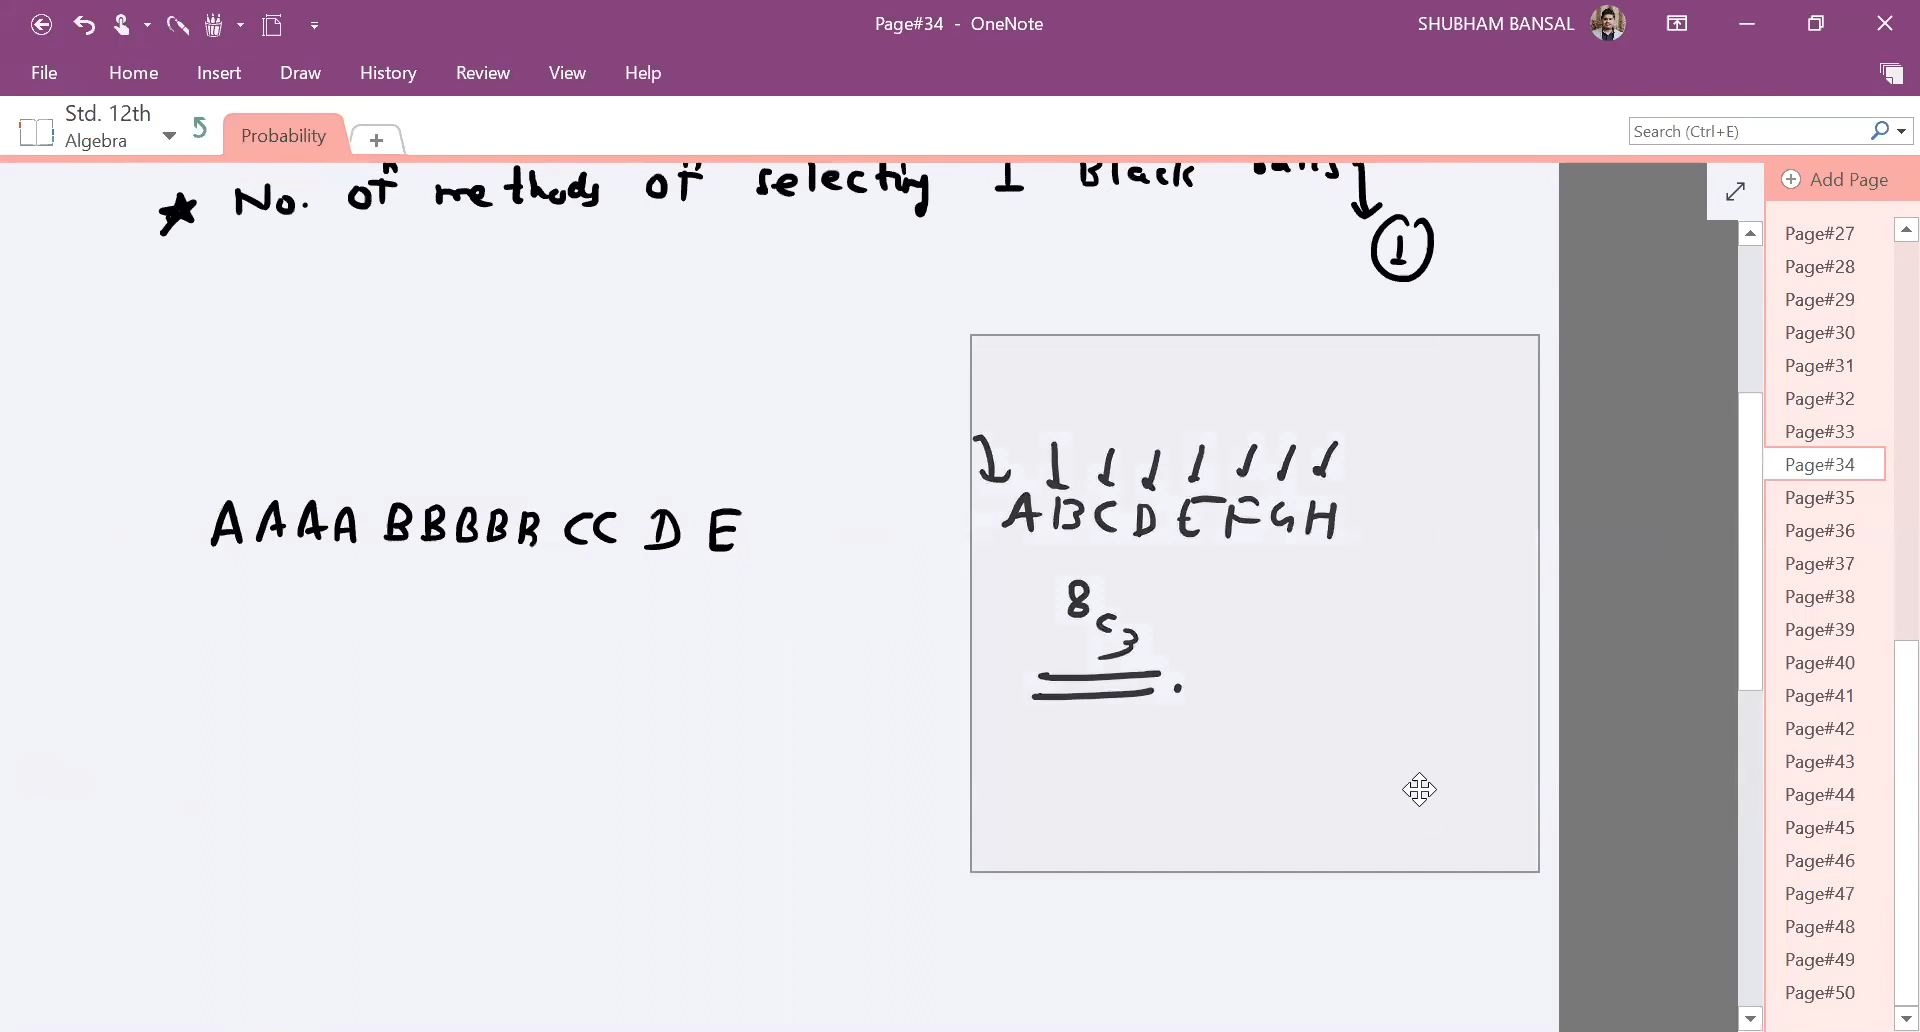 Page#34 - OneNote
SHUBHAM BANSAL
File Home Insert Draw History Review View Help
Std. 12th
Algebra
Probability
+
Search (Ctrl+E)
Add Page
★ No. of methods of selecting 1 Black
1
AAAA BBBBB CC D E
A B C D E F G H
8
c
3
Page#27
Page#28
Page#29
Page#30
Page#31
Page#32
Page#33
Page#34
Page#35
Page#36
Page#37
Page#38
Page#39
Page#40
Page#41
Page#42
Page#43
Page#44
Page#45
Page#46
Page#47
Page#48
Page#49
Page#50